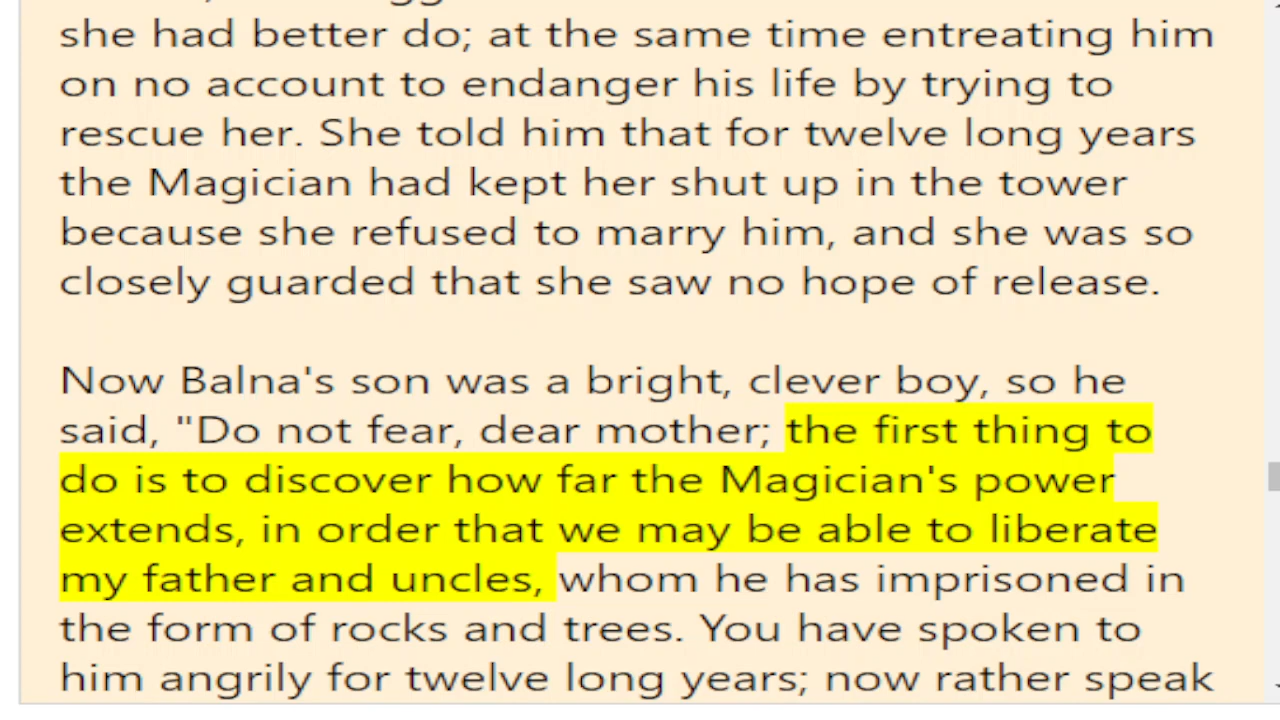 she had better do; at the same time entreating him
on no account to endanger his life by trying to
rescue her. She told him that for twelve long years
the Magician had kept her shut up in the tower
because she refused to marry him, and she was so
closely guarded that she saw no hope of release.
Now Balna's son was a bright, clever boy, so he
said, "Do not fear, dear mother; the first thing to
do is to discover how far the Magician's power
extends, in order that we may be able to liberate
my father and uncles, whom he has imprisoned in
the form of rocks and trees. You have spoken to
him angrily for twelve long years; now rather speak